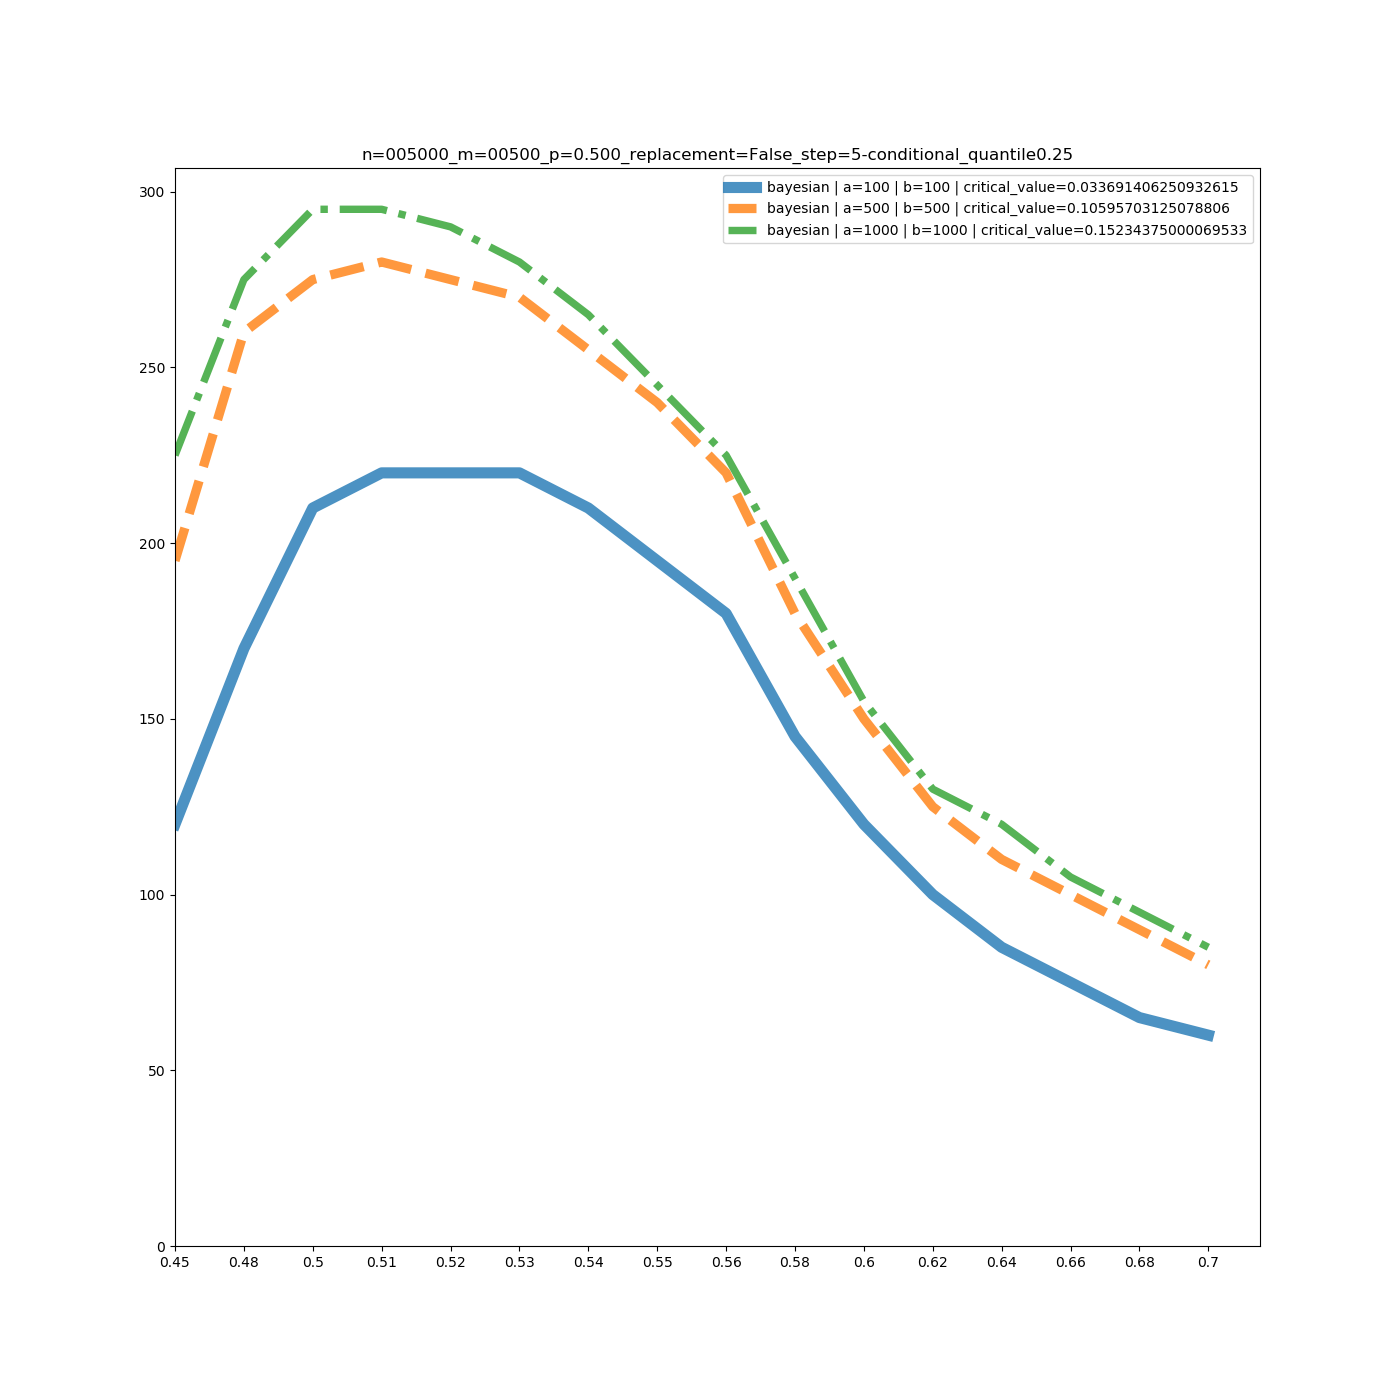 n=005000_m=00500_p=0.500_replacement=False_step=5-conditional_quantile0.25
bayesian | a=100 | b=100 | critical_value=0.033691406250932615
bayesian | a=500 | b=500 | critical_value=0.10595703125078806
bayesian | a=1000 | b=1000 | critical_value=0.15234375000069533
300
250
200
150
100
50
0
0.45 0.48 0.5 0.51 0.52 0.53 0.54 0.55 0.56 0.58 0.6 0.62 0.64 0.66 0.68 0.7